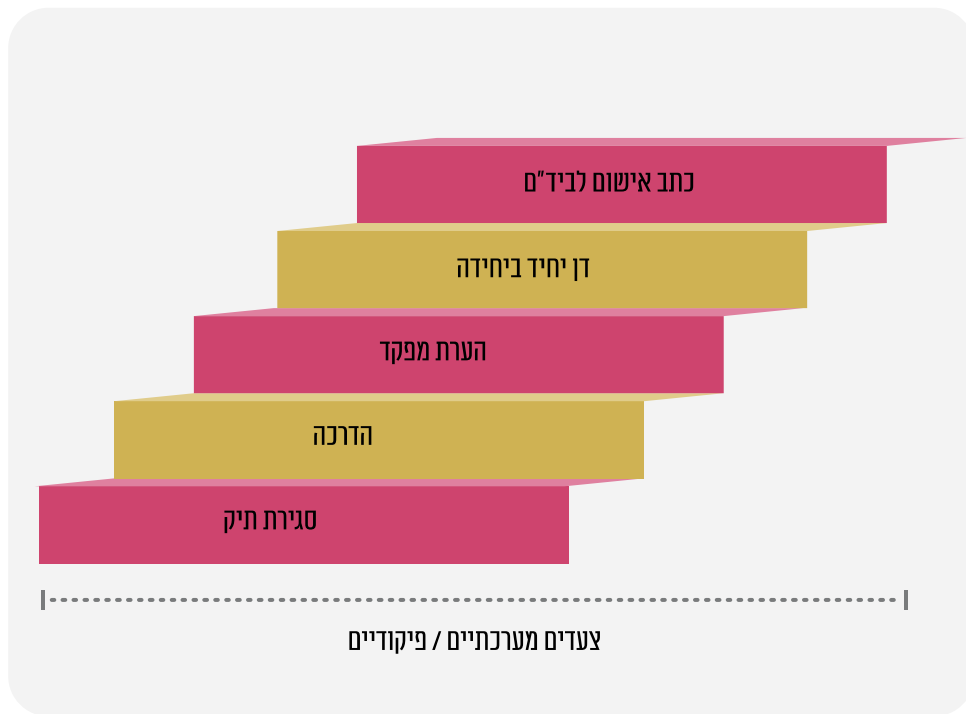 כתב אישום לביד"ם
דן יחיד ביחידה
הערת מפקד
הדרכה
סגירת תיק
צעדים מערכתיים / פיקודיים